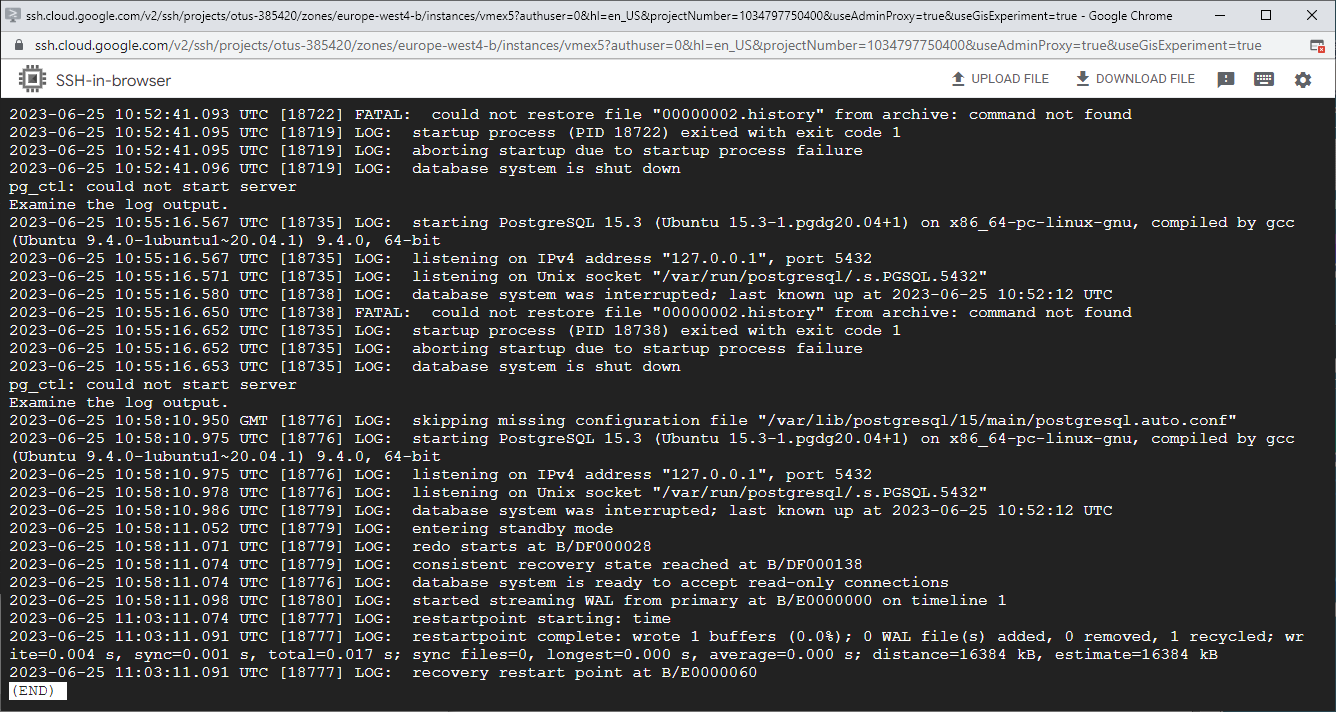 ssh.cloud.google.com/v2/ssh/projects/otus-385420/zones/europe-west4-b/instances/vmex5?authuser=0&hl=en_US&projectNumber=1034797750400&useAdminProxy=true&useGisExperiment=true - Google Chrome
ssh.cloud.google.com/v2/ssh/projects/otus-385420/zones/europe-west4-b/instances/vmex5?authuser=0&hl=en_US&projectNumber=1034797750400&useAdminProxy=true&useGisExperiment=true
SSH-in-browser
UPLOAD FILE
DOWNLOAD FILE
2023-06-25 10:52:41.093 UTC [18722] FATAL:  could not restore file "00000002.history" from archive: command not found
2023-06-25 10:52:41.095 UTC [18719] LOG:  startup process (PID 18722) exited with exit code 1
2023-06-25 10:52:41.095 UTC [18719] LOG:  aborting startup due to startup process failure
2023-06-25 10:52:41.096 UTC [18719] LOG:  database system is shut down
pg_ctl: could not start server
Examine the log output.
2023-06-25 10:55:16.567 UTC [18735] LOG:  starting PostgreSQL 15.3 (Ubuntu 15.3-1.pgdg20.04+1) on x86_64-pc-linux-gnu, compiled by gcc
(Ubuntu 9.4.0-1ubuntu1~20.04.1) 9.4.0, 64-bit
2023-06-25 10:55:16.567 UTC [18735] LOG:  listening on IPv4 address "127.0.0.1", port 5432
2023-06-25 10:55:16.571 UTC [18735] LOG:  listening on Unix socket "/var/run/postgresql/.s.PGSQL.5432"
2023-06-25 10:55:16.580 UTC [18738] LOG:  database system was interrupted; last known up at 2023-06-25 10:52:12 UTC
2023-06-25 10:55:16.650 UTC [18738] FATAL:  could not restore file "00000002.history" from archive: command not found
2023-06-25 10:55:16.652 UTC [18735] LOG:  startup process (PID 18738) exited with exit code 1
2023-06-25 10:55:16.652 UTC [18735] LOG:  aborting startup due to startup process failure
2023-06-25 10:55:16.653 UTC [18735] LOG:  database system is shut down
pg_ctl: could not start server
Examine the log output.
2023-06-25 10:58:10.950 GMT [18776] LOG:  skipping missing configuration file "/var/lib/postgresql/15/main/postgresql.auto.conf"
2023-06-25 10:58:10.975 UTC [18776] LOG:  starting PostgreSQL 15.3 (Ubuntu 15.3-1.pgdg20.04+1) on x86_64-pc-linux-gnu, compiled by gcc
(Ubuntu 9.4.0-1ubuntu1~20.04.1) 9.4.0, 64-bit
2023-06-25 10:58:10.975 UTC [18776] LOG:  listening on IPv4 address "127.0.0.1", port 5432
2023-06-25 10:58:10.978 UTC [18776] LOG:  listening on Unix socket "/var/run/postgresql/.s.PGSQL.5432"
2023-06-25 10:58:10.986 UTC [18779] LOG:  database system was interrupted; last known up at 2023-06-25 10:52:12 UTC
2023-06-25 10:58:11.052 UTC [18779] LOG:  entering standby mode
2023-06-25 10:58:11.071 UTC [18779] LOG:  redo starts at B/DF000028
2023-06-25 10:58:11.074 UTC [18779] LOG:  consistent recovery state reached at B/DF000138
2023-06-25 10:58:11.074 UTC [18776] LOG:  database system is ready to accept read-only connections
2023-06-25 10:58:11.098 UTC [18780] LOG:  started streaming WAL from primary at B/E0000000 on timeline 1
2023-06-25 11:03:11.074 UTC [18777] LOG:  restartpoint starting: time
2023-06-25 11:03:11.091 UTC [18777] LOG:  restartpoint complete: wrote 1 buffers (0.0%); 0 WAL file(s) added, 0 removed, 1 recycled; wr
ite=0.004 s, sync=0.001 s, total=0.017 s; sync files=0, longest=0.000 s, average=0.000 s; distance=16384 kB, estimate=16384 kB
2023-06-25 11:03:11.091 UTC [18777] LOG:  recovery restart point at B/E0000060
(END)